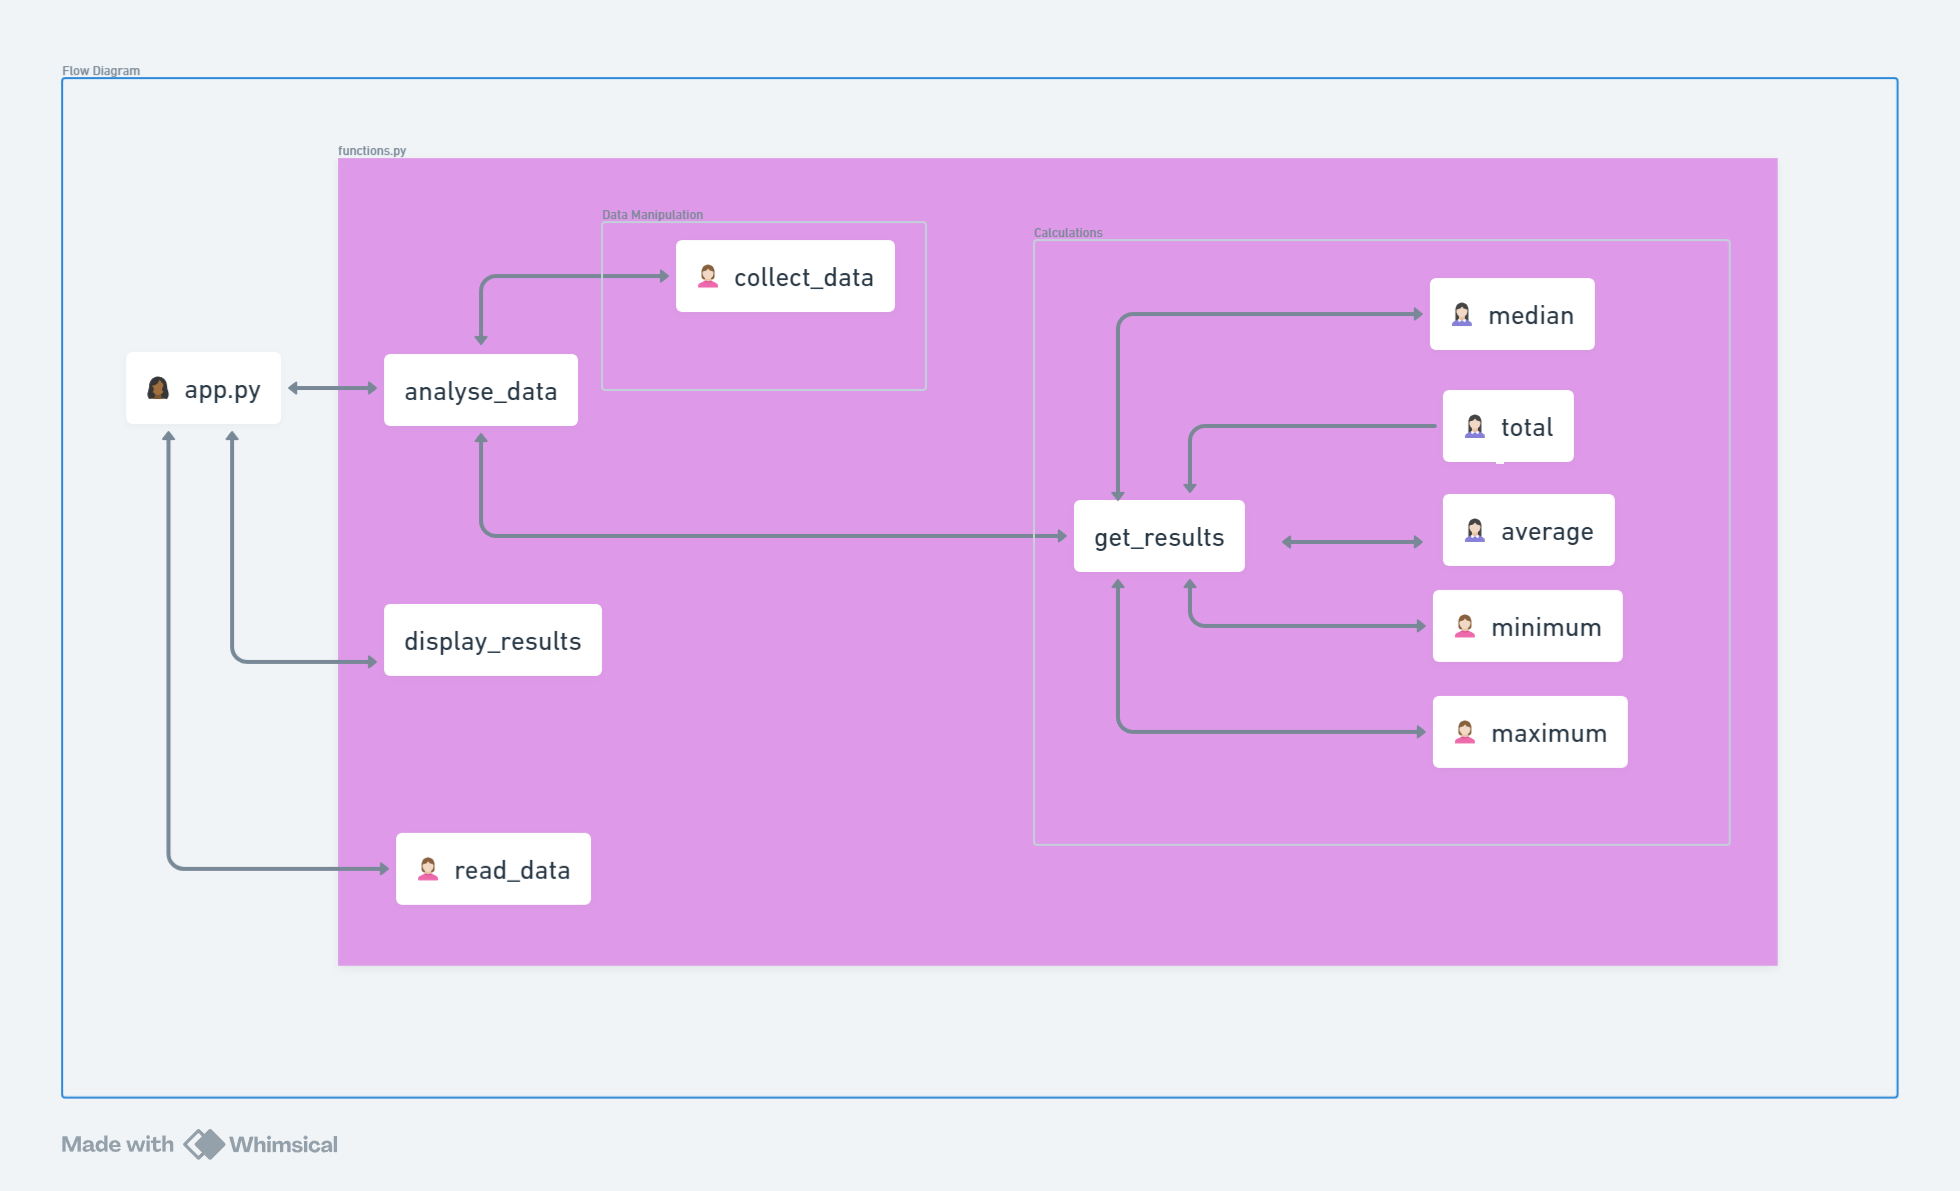 Flow Diagram
functions.py
Data Manipulation
collect_data
Calculations
median
app.py
analyse_data
total
get_results
average
display_results
minimum
maximum
read_data
Made with Whimsical